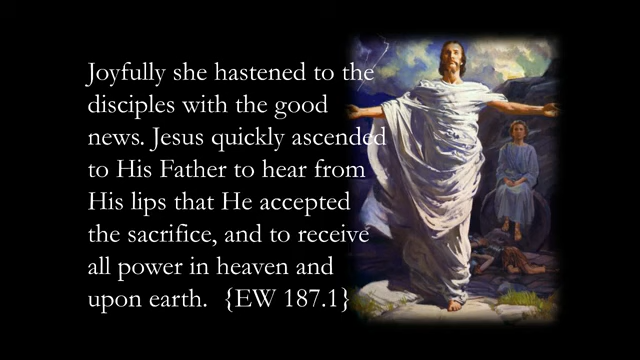 Joyfully she hastened to the
disciples with the good
news. Jesus quickly ascended
to His Father to hear from
His lips that He accepted
the sacrifice, and to receive
all power in heaven and
upon earth. {EW 187.1}